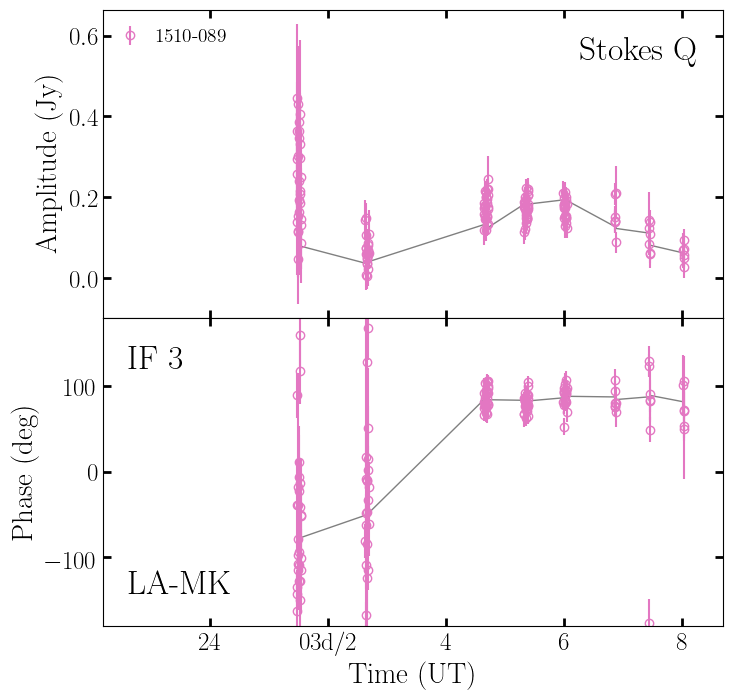 1510-089
Stokes Q
0.6
0.4
0.2
0.0
Amplitude (Jy)
IF 3
100
0
−100
Phase (deg)
LA-MK
24 03d/2 4 6 8
Time (UT)